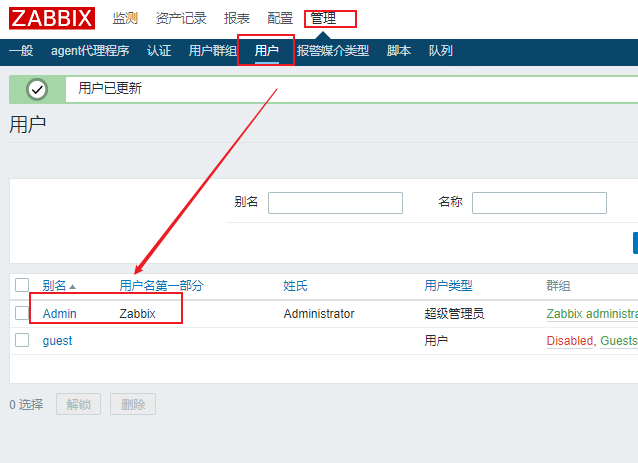 ZABBIX 监测 资产记录 报表 配置 管理
一般 agent代理程序 认证 用户群组 用户 报警媒介类型 脚本 队列
用户已更新
用户
别名 名称
别名 用户名第一部分 姓氏 用户类型 群组
Admin Zabbix Administrator 超级管理员 Zabbix administra
guest 用户 Disabled, Guests
0 选择 解锁 删除